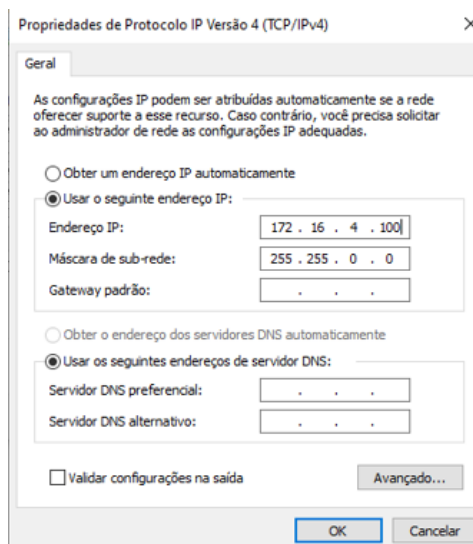 Propriedades de Protocolo IP Versão 4 (TCP/IPv4)
Geral
As configurações IP podem ser atribuídas automaticamente se a rede
oferecer suporte a esse recurso. Caso contrário, você precisa solicitar
ao administrador de rede as configurações IP adequadas.
Obter um endereço IP automaticamente
Usar o seguinte endereço IP:
Endereço IP: 172 . 16 . 4 . 100
Máscara de sub-rede: 255 . 255 . 0 . 0
Gateway padrão: . . .
Obter o endereço dos servidores DNS automaticamente
Usar os seguintes endereços de servidor DNS:
Servidor DNS preferencial: . . .
Servidor DNS alternativo: . . .
Validar configurações na saída Avançado...
OK Cancelar